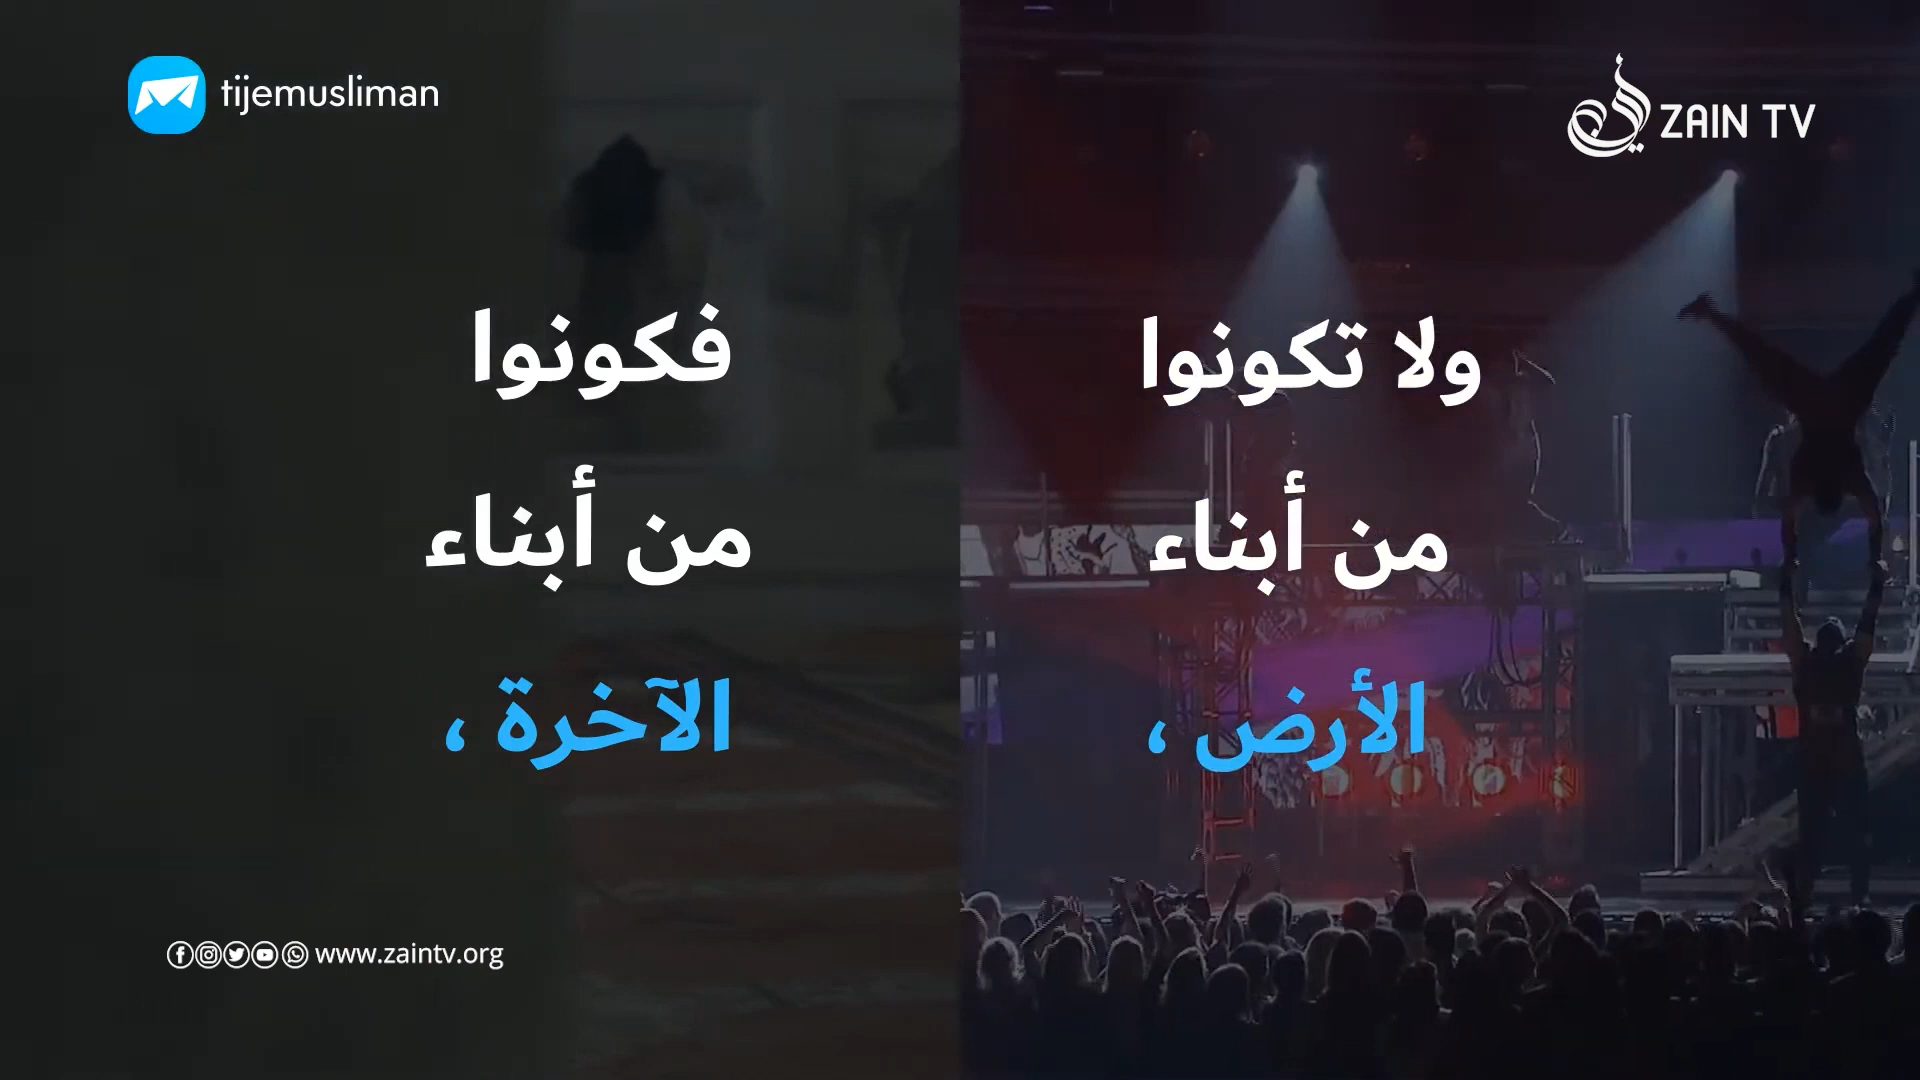 tijemusliman
ZAIN TV
ولا تكونوا
من أبناء
الأرض ،
فكونوا
من أبناء
الآخرة ،
www.zaintv.org